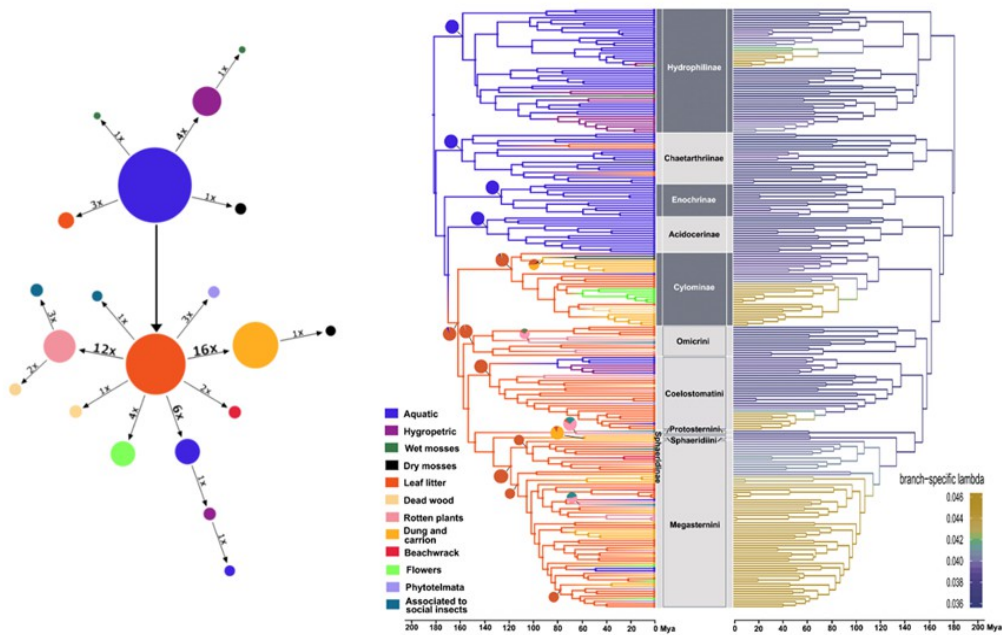 1x
4x
1x
3x
1x
3x
1x
3x
12x
16x
1x
2x
1x
4x
6x
2x
1x
1x
Aquatic
Hygropetric
Wet mosses
Dry mosses
Leaf litter
Dead wood
Rotten plants
Dung and
carrion
Beachwrack
Flowers
Phytotelmata
Associated to
social insects
Hydrophilinae
Chaetarthriinae
Enochrinae
Acidocerinae
Cylominae
Omicrini
Coelostomatini
Protosternini
Sphaeridiini
Megasternini
Sphaeridiinae
branch-specific lambda
0.046
0.044
0.042
0.040
0.038
0.036
200 180 160 140 120 100 80 60 40 20 0 Mya
0 20 40 60 80 100 120 140 160 180 200 Mya